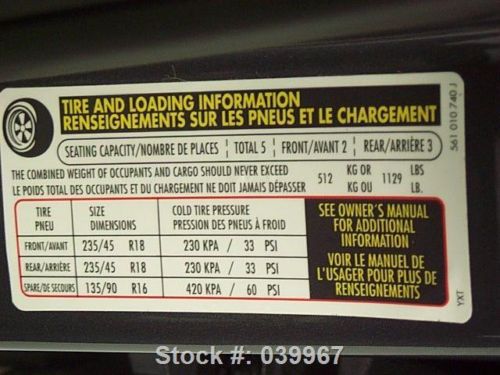 TIRE AND LOADING INFORMATION
RENSEIGNEMENTS SUR LES PNEUS ET LE CHARGEMENT
SEATING CAPACITY/NOMBRE DE PLACES TOTAL 5 FRONT/AVANT 2 REAR/ARRIÈRE 3
THE COMBINED WEIGHT OF OCCUPANTS AND CARGO SHOULD NEVER EXCEED 512 KG OR 1129 LBS
LE POIDS TOTAL DES OCCUPANTS ET DU CHARGEMENT NE DOIT JAMAIS DÉPASSER KG OU LB.
TIRE SIZE COLD TIRE PRESSURE
PNEU DIMENSIONS PRESSION DES PNEUS À FROID
FRONT/AVANT 235/45 R18 230 KPA / 33 PSI
REAR/ARRIÈRE 235/45 R18 230 KPA / 33 PSI
SPARE/DE SECOURS 135/90 R16 420 KPA / 60 PSI
SEE OWNER'S MANUAL
FOR ADDITIONAL
INFORMATION
VOIR LE MANUEL DE
L'USAGER POUR PLUS DE
RENSEIGNEMENTS
561 010 740 J
YXT
Stock #: 039967